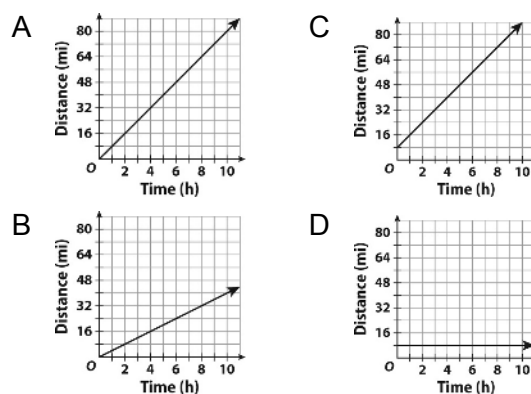 A
Distance (mi)
80
64
48
32
16
O
2 4 6 8 10
Time (h)
C
Distance (mi)
80
64
48
32
16
O
2 4 6 8 10
Time (h)
B
Distance (mi)
80
64
48
32
16
O
2 4 6 8 10
Time (h)
D
Distance (mi)
80
64
48
32
16
O
2 4 6 8 10
Time (h)